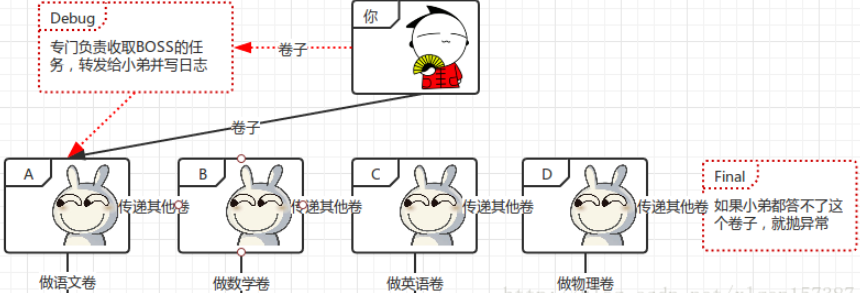 Debug
专门负责收取BOSS的任
务，转发给小弟并写日志
卷子
你
卷子
A
B
C
D
传递其他卷
传递其他卷
传递其他卷
传递其他卷
Final
如果小弟都答不了这
个卷子，就抛异常
做语文卷
做数学卷
做英语卷
做物理卷